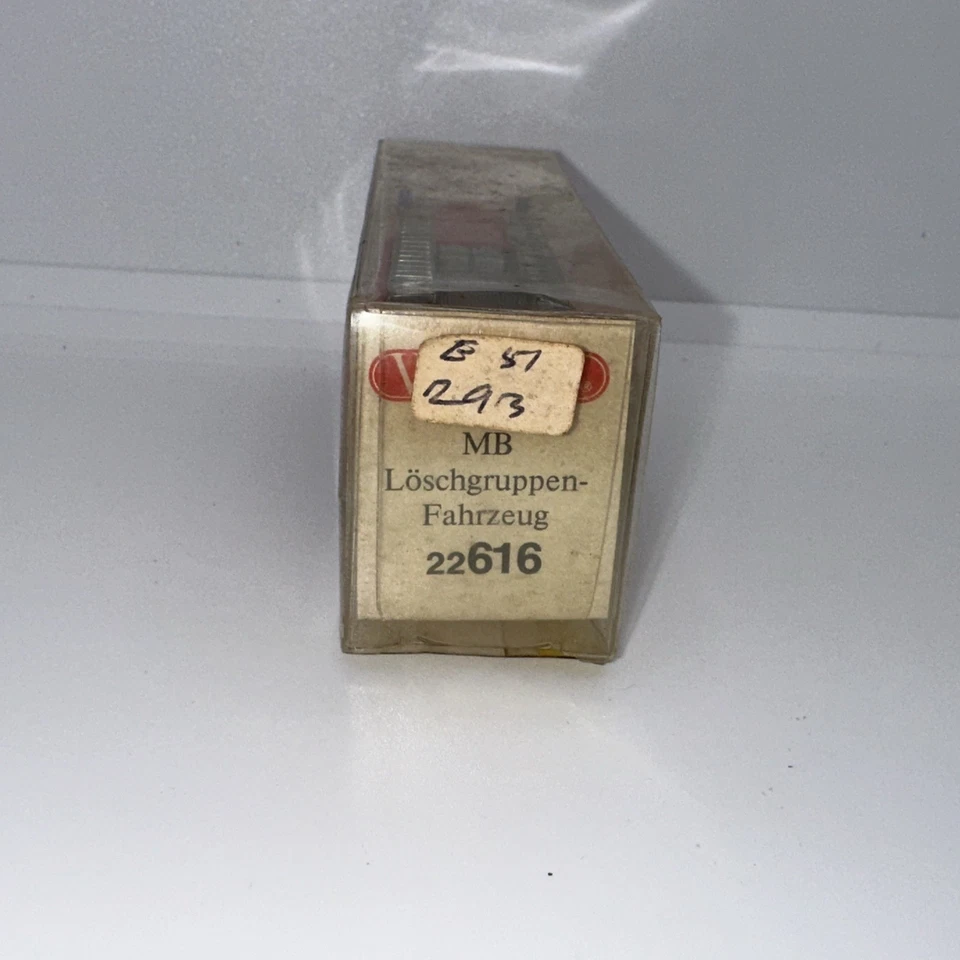 E 51
293
MB
Löschgruppen-
Fahrzeug
22616